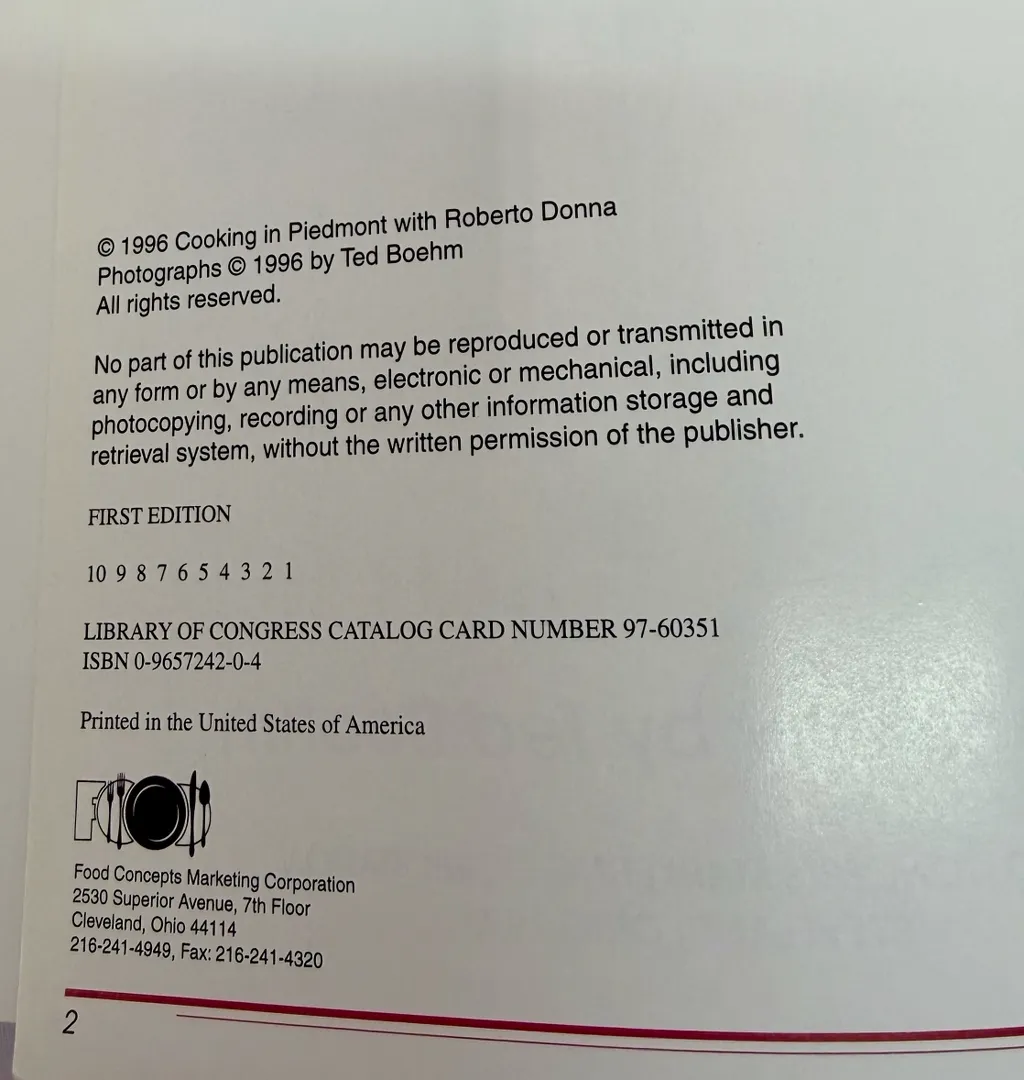 © 1996 Cooking in Piedmont with Roberto Donna
Photographs © 1996 by Ted Boehm
All rights reserved.
No part of this publication may be reproduced or transmitted in
any form or by any means, electronic or mechanical, including
photocopying, recording or any other information storage and
retrieval system, without the written permission of the publisher.
FIRST EDITION
10 9 8 7 6 5 4 3 2 1
LIBRARY OF CONGRESS CATALOG CARD NUMBER 97-60351
ISBN 0-9657242-0-4
Printed in the United States of America
FOOD
Food Concepts Marketing Corporation
2530 Superior Avenue, 7th Floor
Cleveland, Ohio 44114
216-241-4949, Fax: 216-241-4320
2